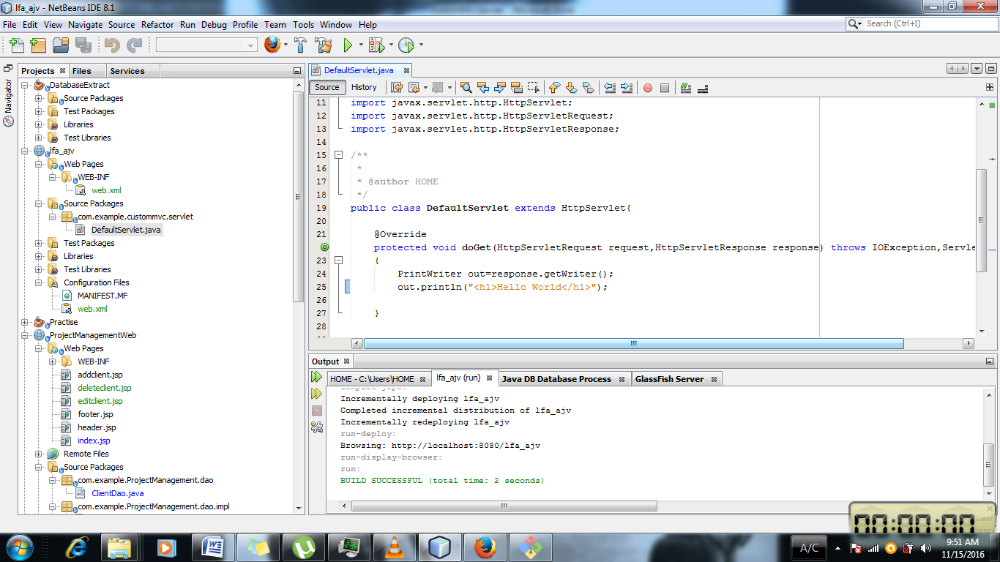 lfa_ajv - NetBeans IDE 8.1
File Edit View Navigate Source Refactor Run Debug Profile Team Tools Window Help
Search (Ctrl+I)
Projects Files Services
Navigator
DatabaseExtract
Source Packages
Test Packages
Libraries
Test Libraries
lfa_ajv
Web Pages
WEB-INF
web.xml
Source Packages
com.example.custommvc.servlet
DefaultServlet.java
Test Packages
Libraries
Test Libraries
Configuration Files
MANIFEST.MF
web.xml
Practise
ProjectManagementWeb
Web Pages
WEB-INF
addclient.jsp
deleteclient.jsp
editclient.jsp
footer.jsp
header.jsp
index.jsp
Remote Files
Source Packages
com.example.ProjectManagement.dao
ClientDao.java
com.example.ProjectManagement.dao.impl
DefaultServlet.java
Source History
11 import javax.servlet.http.HttpServlet;
12 import javax.servlet.http.HttpServletRequest;
13 import javax.servlet.http.HttpServletResponse;
14
15 /**
16 *
17 * @author HOME
18 */
19 public class DefaultServlet extends HttpServlet{
20
21 @Override
protected void doGet(HttpServletRequest request,HttpServletResponse response) throws IOException,Servle
23 {
24 PrintWriter out=response.getWriter();
25 out.println("<h1>Hello World</h1>");
26
27 }
28
Output
HOME - C:\Users\HOME lfa_ajv (run) Java DB Database Process GlassFish Server
Incrementally deploying lfa_ajv
Completed incremental distribution of lfa_ajv
Incrementally redeploying lfa_ajv
run-deploy:
Browsing: http://localhost:8080/lfa_ajv
run-display-browser:
run:
BUILD SUCCESSFUL (total time: 2 seconds)
00:00:00
START
RESET
A/C
9:51 AM
11/15/2016